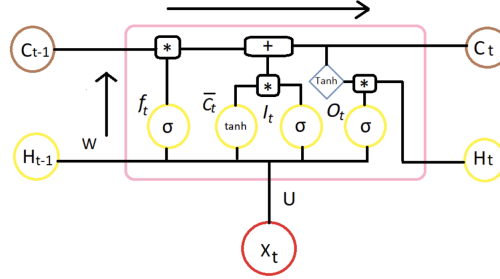 Ct-1 * + Ct
Tanh *
ft C̅t * It Ot
σ tanh σ σ
W
Ht-1 Ht
U
Xt